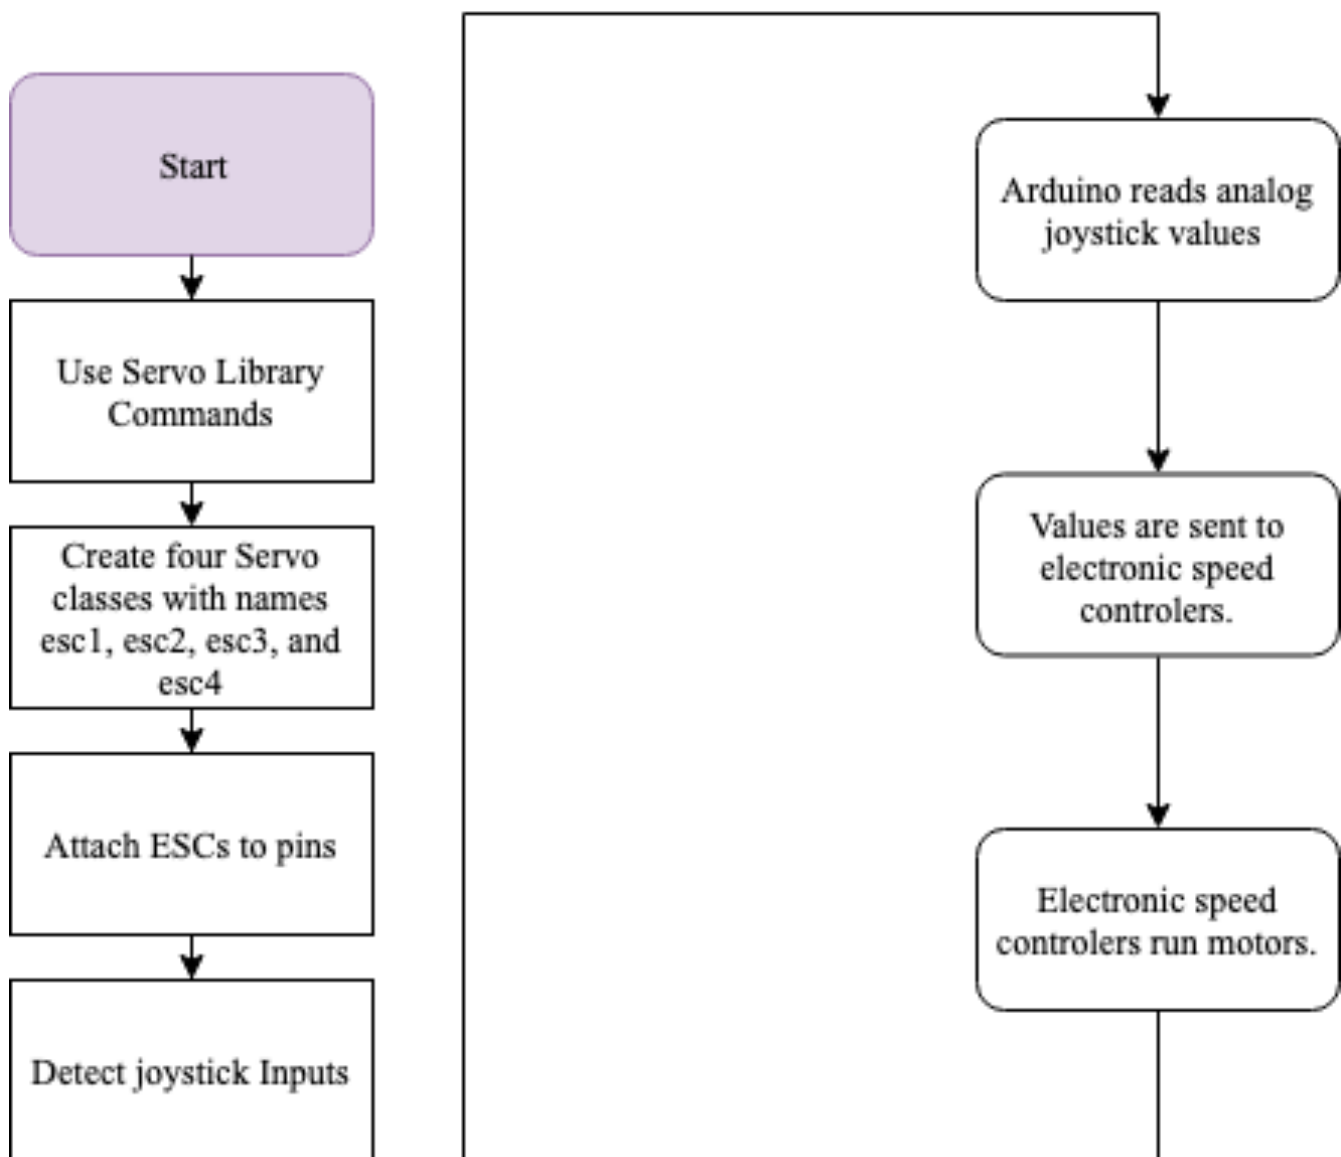 Start
Use Servo Library
Commands
Create four Servo
classes with names
esc1, esc2, esc3, and
esc4
Attach ESCs to pins
Detect joystick Inputs
Arduino reads analog
joystick values
Values are sent to
electronic speed
controlers.
Electronic speed
controlers run motors.